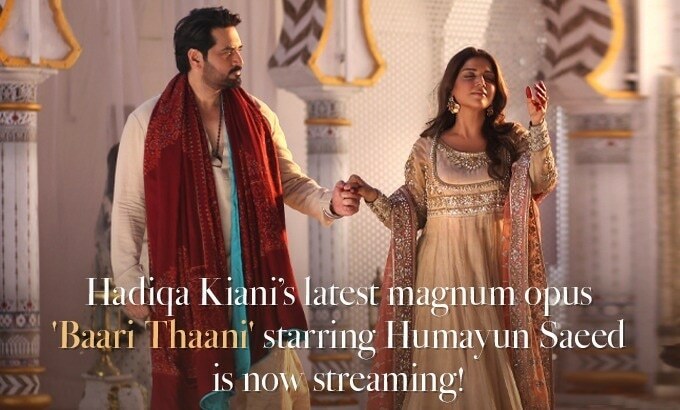 Hadiqa Kiani's latest magnum opus
'Baari Thaani' starring Humayun Saeed
is now streaming!